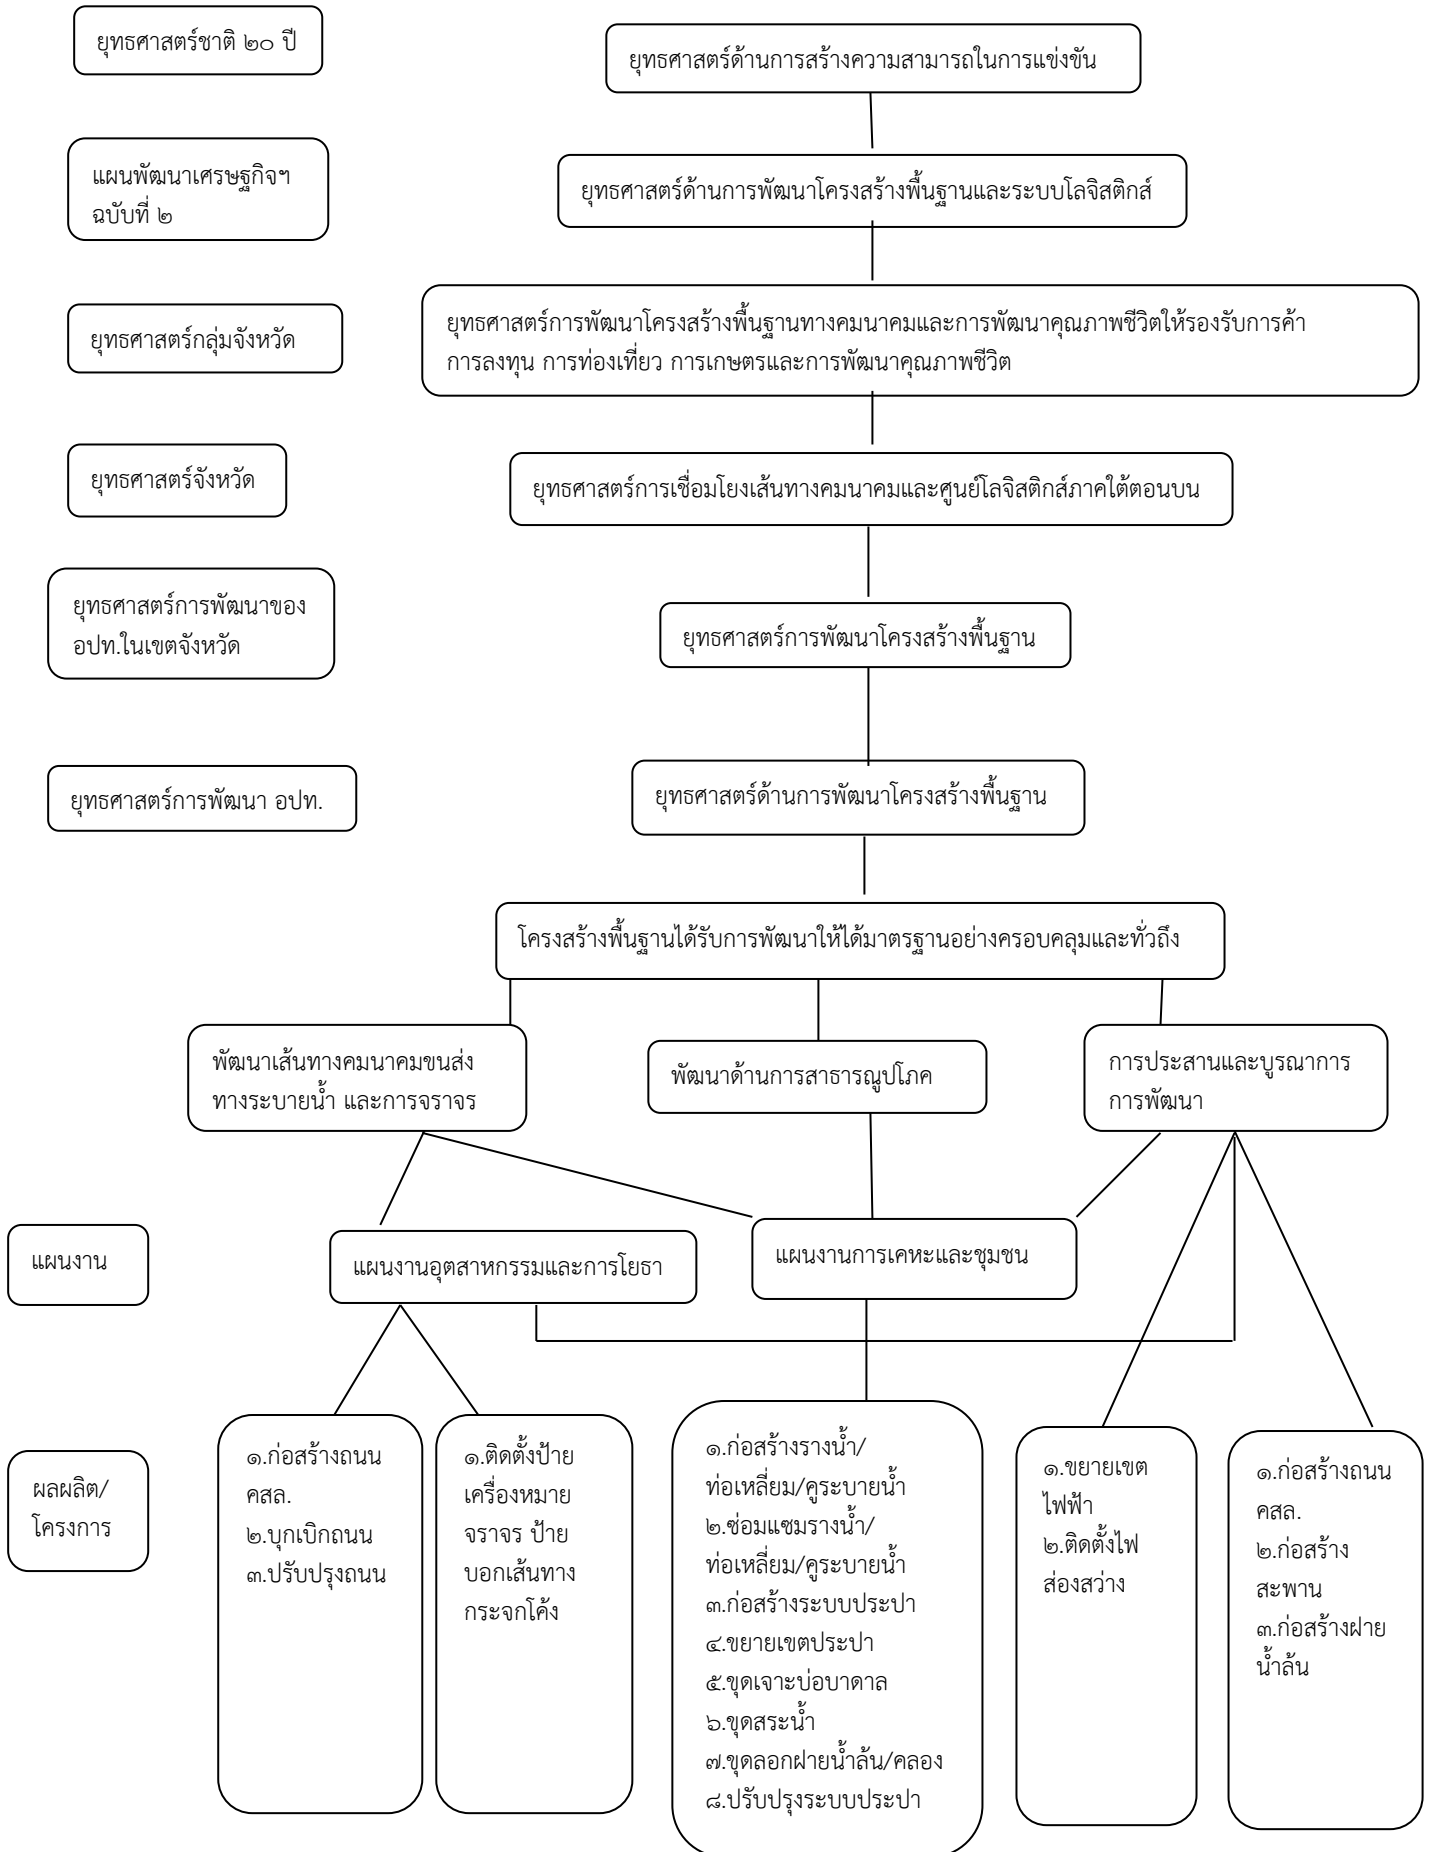 ยุทธศาสตร์ชาติ ๒๐ ปี
ยุทธศาสตร์ด้านการสร้างความสามารถในการแข่งขัน
แผนพัฒนาเศรษฐกิจฯ
ฉบับที่ ๒
ยุทธศาสตร์ด้านการพัฒนาโครงสร้างพื้นฐานและระบบโลจิสติกส์
ยุทธศาสตร์กลุ่มจังหวัด
ยุทธศาสตร์การพัฒนาโครงสร้างพื้นฐานทางคมนาคมและการพัฒนาคุณภาพชีวิตให้รองรับการค้า
การลงทุน การท่องเที่ยว การเกษตรและการพัฒนาคุณภาพชีวิต
ยุทธศาสตร์จังหวัด
ยุทธศาสตร์การเชื่อมโยงเส้นทางคมนาคมและศูนย์โลจิสติกส์ภาคใต้ตอนบน
ยุทธศาสตร์การพัฒนาของ
อปท.ในเขตจังหวัด
ยุทธศาสตร์การพัฒนาโครงสร้างพื้นฐาน
ยุทธศาสตร์การพัฒนา อปท.
ยุทธศาสตร์ด้านการพัฒนาโครงสร้างพื้นฐาน
โครงสร้างพื้นฐานได้รับการพัฒนาให้ได้มาตรฐานอย่างครอบคลุมและทั่วถึง
พัฒนาเส้นทางคมนาคมขนส่ง
ทางระบายน้ำ และการจราจร
พัฒนาด้านการสาธารณูปโภค
การประสานและบูรณาการ
การพัฒนา
แผนงาน
แผนงานอุตสาหกรรมและการโยธา
แผนงานการเคหะและชุมชน
ผลผลิต/
โครงการ
๑.ก่อสร้างถนน
คสล.
๒.บุกเบิกถนน
๓.ปรับปรุงถนน
๑.ติดตั้งป้าย
เครื่องหมาย
จราจร ป้าย
บอกเส้นทาง
กระจกโค้ง
๑.ก่อสร้างรางน้ำ/
ท่อเหลี่ยม/คูระบายน้ำ
๒.ซ่อมแซมรางน้ำ/
ท่อเหลี่ยม/คูระบายน้ำ
๓.ก่อสร้างระบบประปา
๔.ขยายเขตประปา
๕.ขุดเจาะบ่อบาดาล
๖.ขุดสระน้ำ
๗.ขุดลอกฝายน้ำล้น/คลอง
๘.ปรับปรุงระบบประปา
๑.ขยายเขต
ไฟฟ้า
๒.ติดตั้งไฟ
ส่องสว่าง
๑.ก่อสร้างถนน
คสล.
๒.ก่อสร้าง
สะพาน
๓.ก่อสร้างฝาย
น้ำล้น